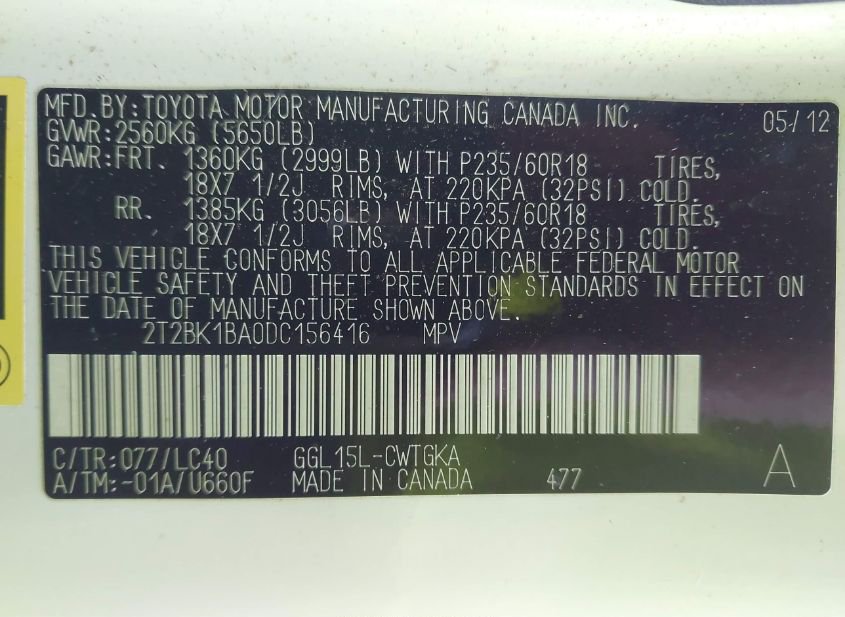 MFD.BY:TOYOTA MOTOR MANUFACTURING CANADA INC. 05/12
GVWR:2560KG (5650LB)
GAWR:FRT. 1360KG (2999LB) WITH P235/60R18 TIRES,
18X7 1/2J RIMS, AT 220KPA (32PSI) COLD.
RR. 1385KG (3056LB) WITH P235/60R18 TIRES,
18X7 1/2J RIMS, AT 220KPA (32PSI) COLD.
THIS VEHICLE CONFORMS TO ALL APPLICABLE FEDERAL MOTOR
VEHICLE SAFETY AND THEFT PREVENTION STANDARDS IN EFFECT ON
THE DATE OF MANUFACTURE SHOWN ABOVE.
2T2BK1BA0DC156416 MPV
C/TR:077/LC40 GGL15L-CWTGKA
A/TM:-01A/U660F MADE IN CANADA 477 A